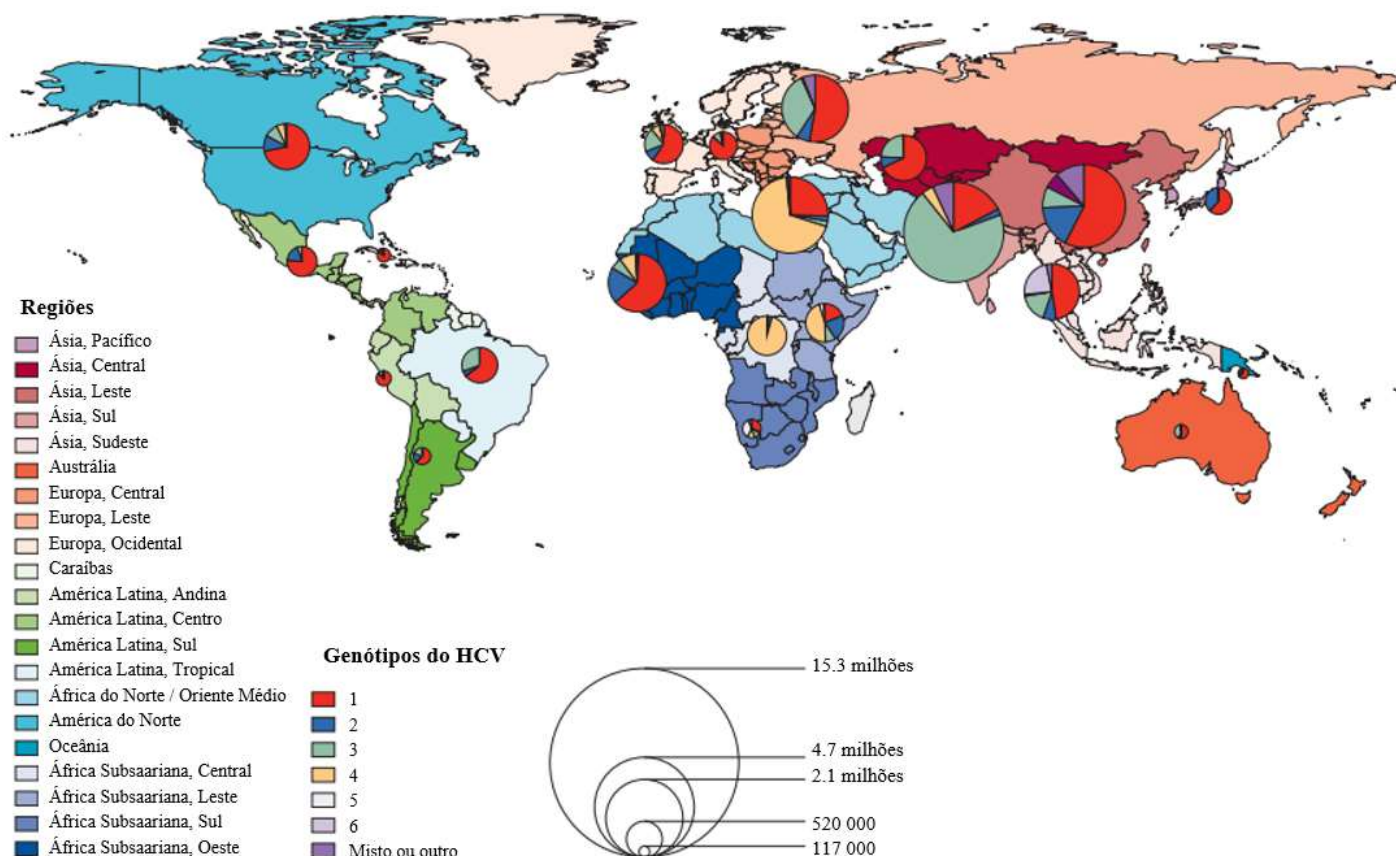 Regiões
Ásia, Pacífico
Ásia, Central
Ásia, Leste
Ásia, Sul
Ásia, Sudeste
Austrália
Europa, Central
Europa, Leste
Europa, Ocidental
Caraíbas
América Latina, Andina
América Latina, Centro
América Latina, Sul
América Latina, Tropical
África do Norte / Oriente Médio
América do Norte
Oceânia
África Subsaariana, Central
África Subsaariana, Leste
África Subsaariana, Sul
África Subsaariana, Oeste
Genótipos do HCV
1
2
3
4
5
6
Misto ou outro
15.3 milhões
4.7 milhões
2.1 milhões
520 000
117 000